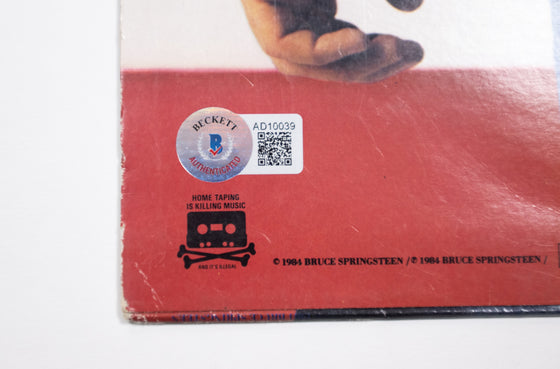 BECKETT
B
AUTHENTICATED
AD10039
HOME TAPING
IS KILLING MUSIC
AND IT'S ILLEGAL
© 1984 BRUCE SPRINGSTEEN / ℗ 1984 BRUCE SPRINGSTEEN /